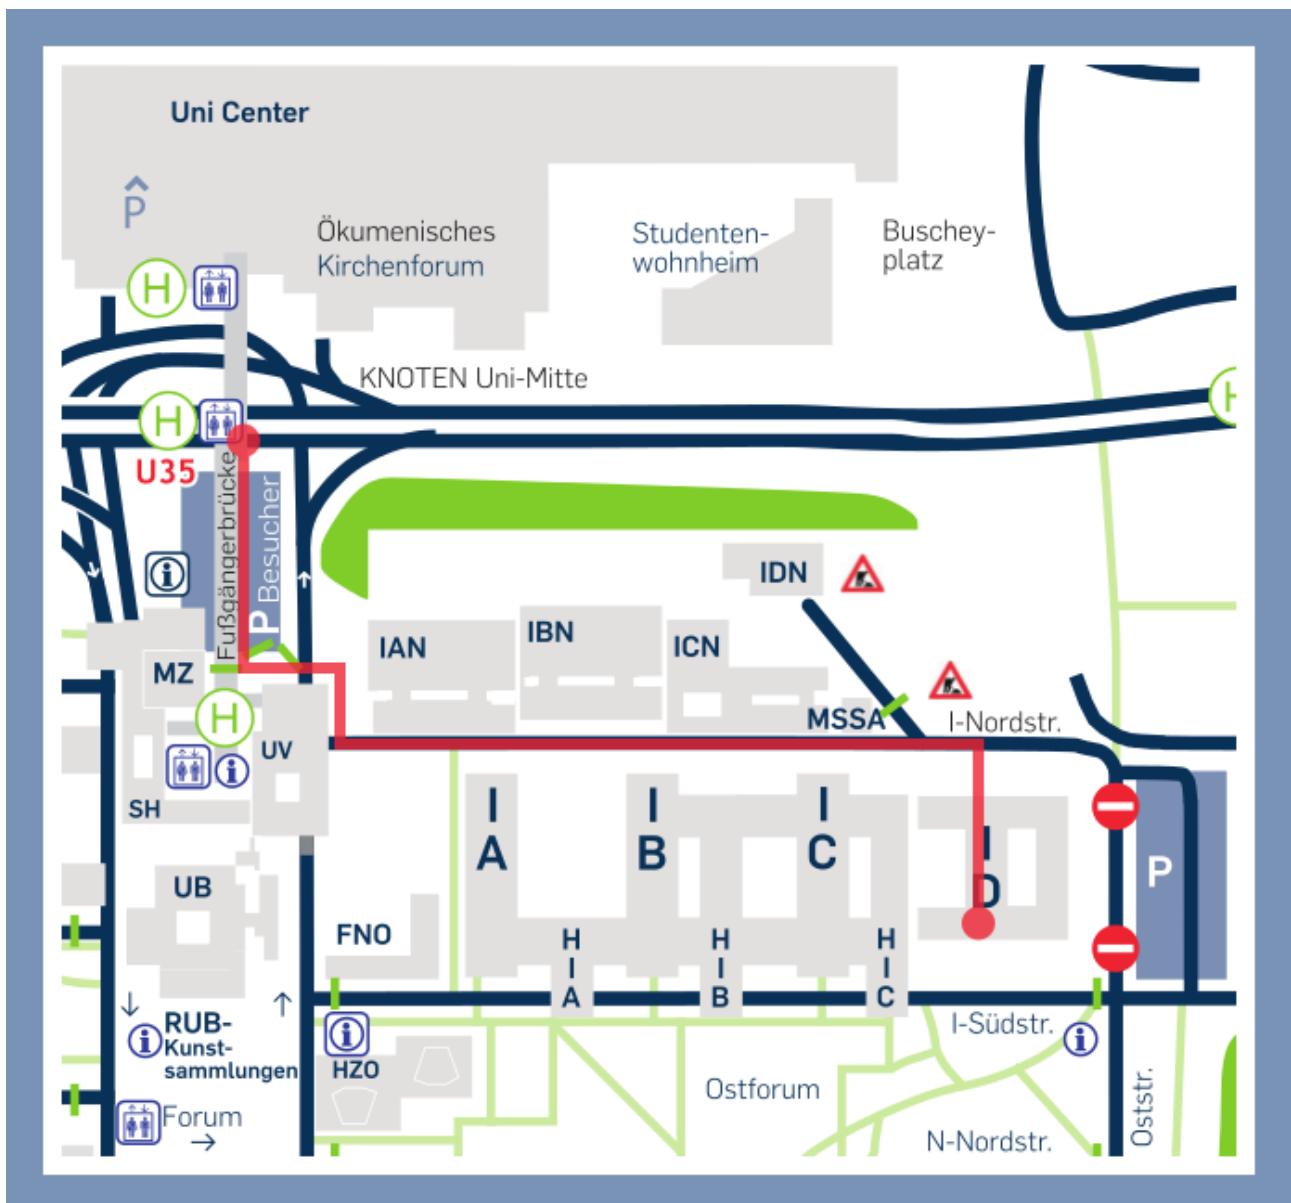 Uni Center
P
Ökumenisches
Kirchenforum
Studenten-
wohnheim
Buschey-
platz
H
KNOTEN Uni-Mitte
H
H
U35
Fußgängerbrücke
P Besucher
i
IDN
IAN
IBN
ICN
MZ
MSSA
I-Nordstr.
H
UV
i
SH
I
A
I
B
I
C
I
D
P
UB
FNO
H
I
A
H
I
B
H
I
C
RUB-
Kunst-
sammlungen
i
i
HZO
I-Südstr.
i
Ostforum
Forum
N-Nordstr.
Oststr.